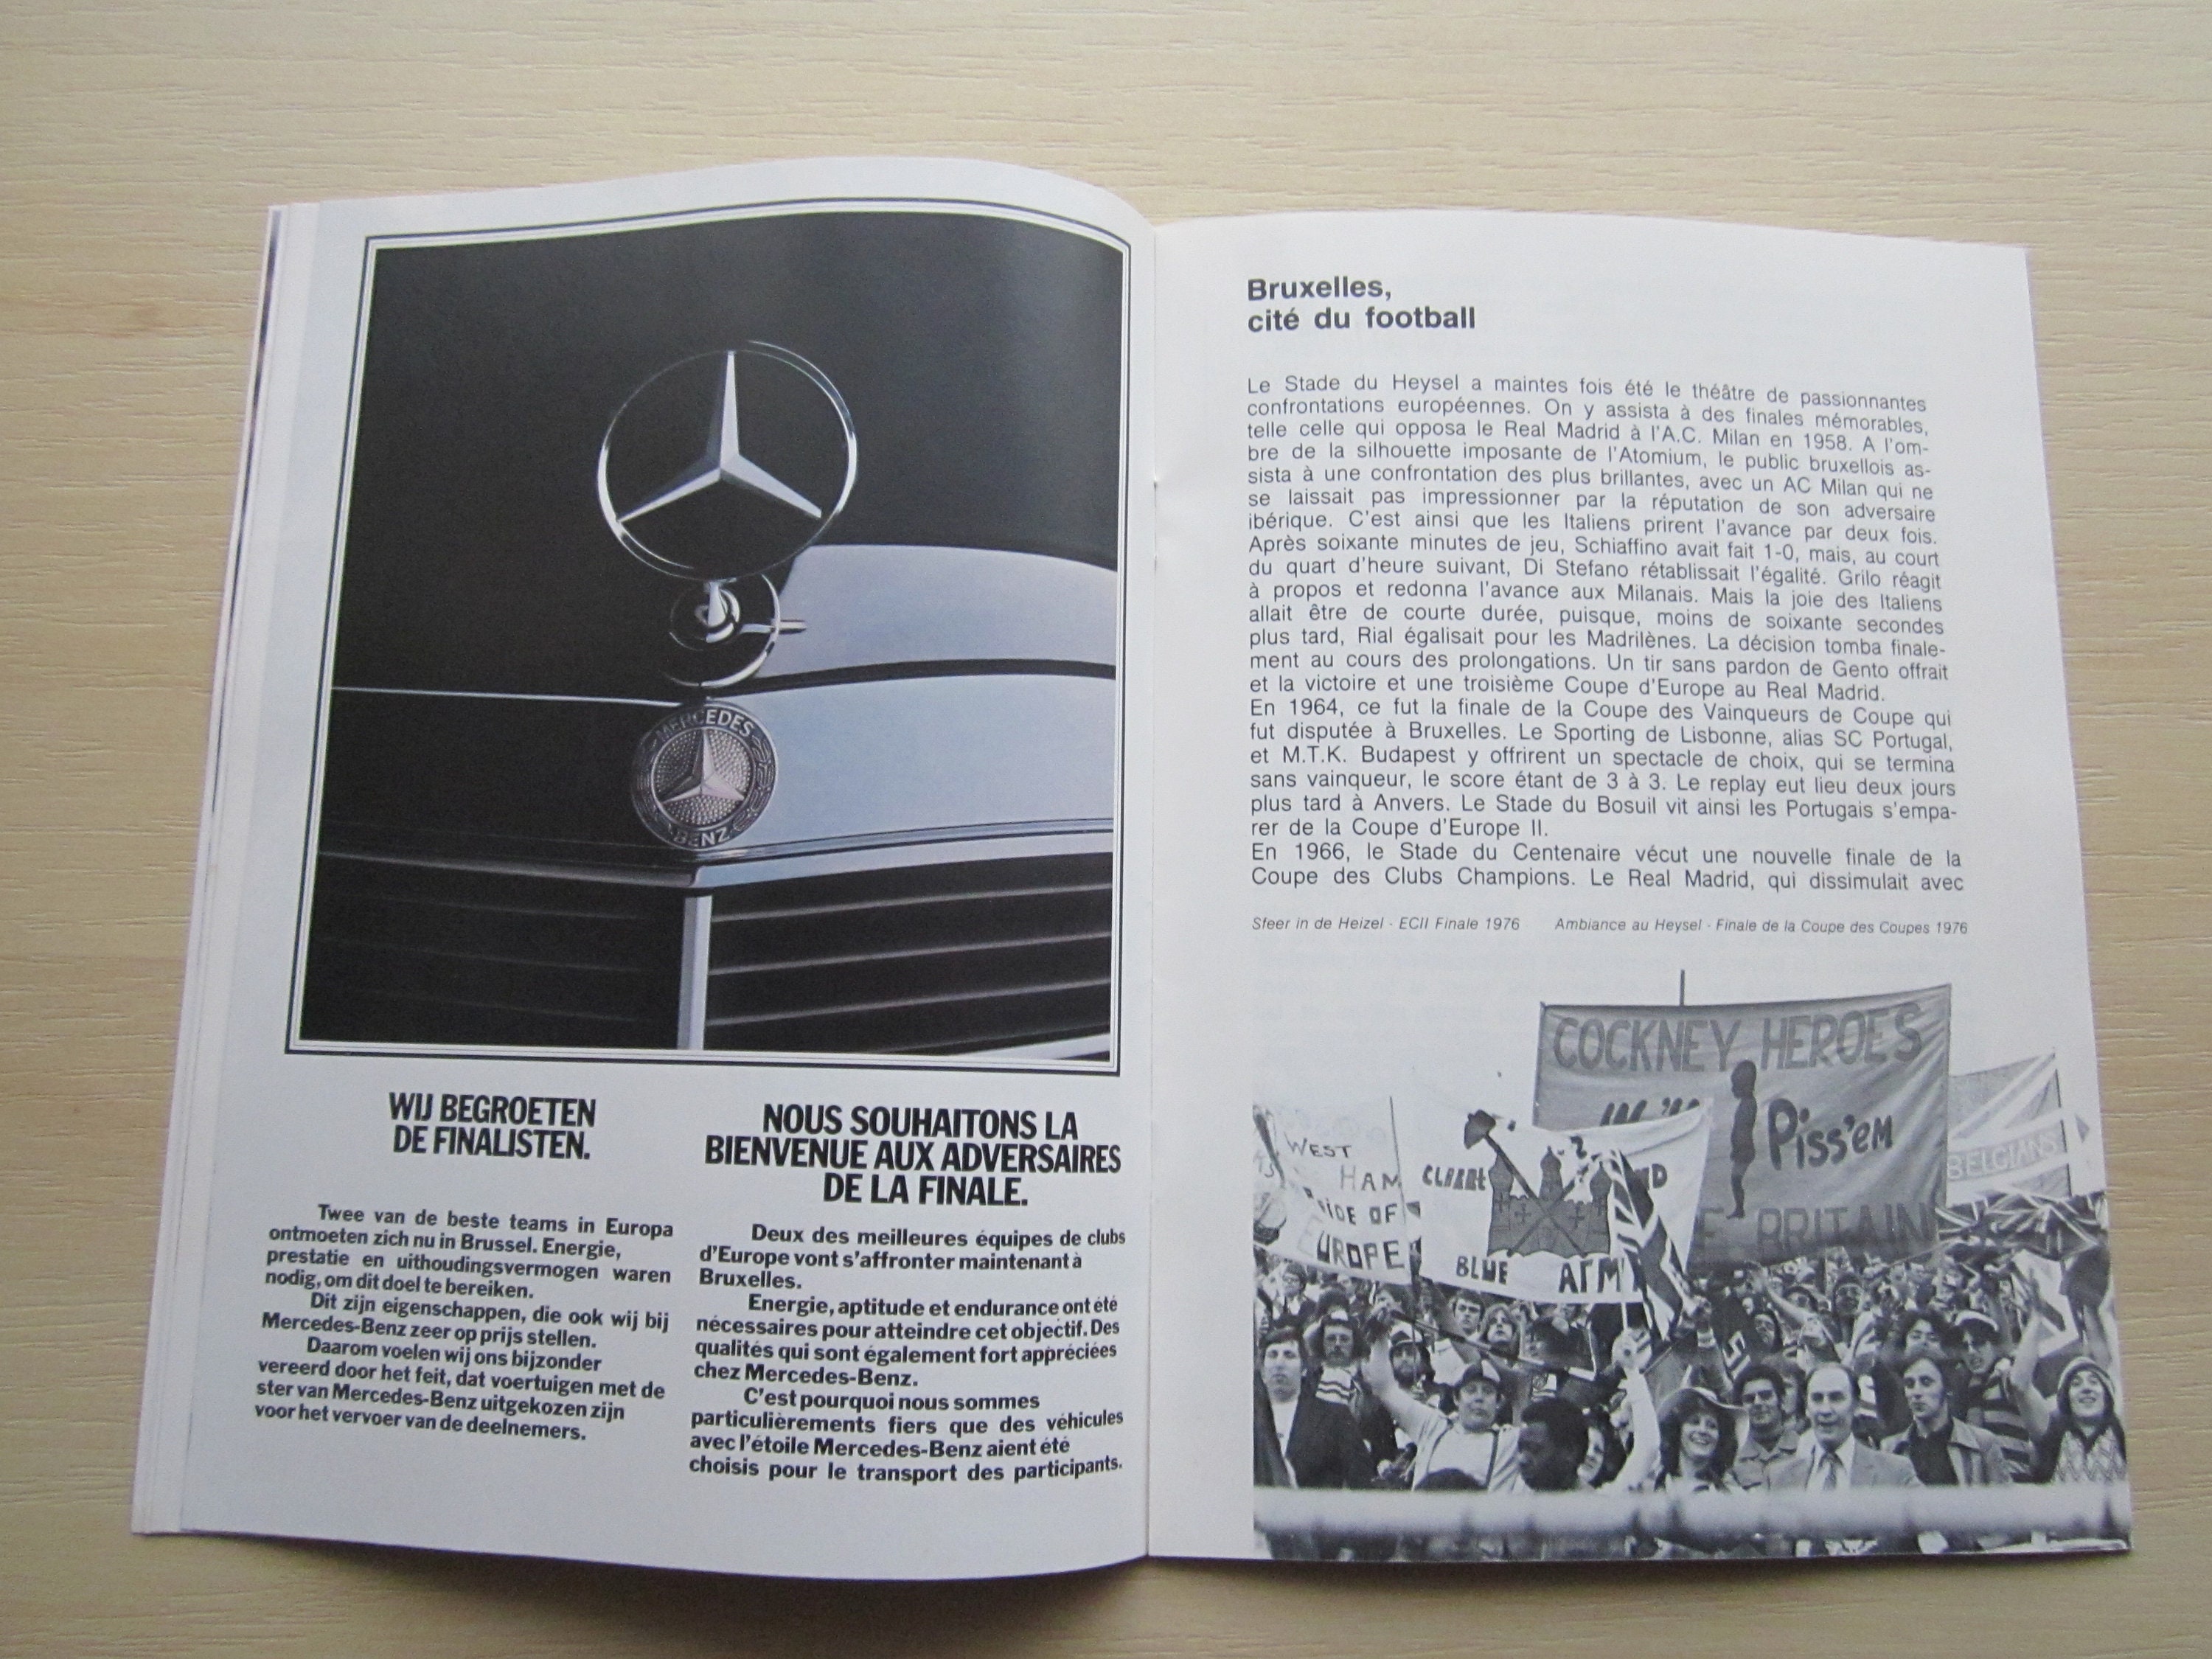 MERCEDES
BENZ
WIJ BEGROETEN
DE FINALISTEN.
Twee van de beste teams in Europa
ontmoeten zich nu in Brussel. Energie,
prestatie en uithoudingsvermogen waren
nodig, om dit doel te bereiken.
Dit zijn eigenschappen, die ook wij bij
Mercedes-Benz zeer op prijs stellen.
Daarom voelen wij ons bijzonder
vereerd door het feit, dat voertuigen met de
ster van Mercedes-Benz uitgekozen zijn
voor het vervoer van de deelnemers.
NOUS SOUHAITONS LA
BIENVENUE AUX ADVERSAIRES
DE LA FINALE.
Deux des meilleures équipes de clubs
d'Europe vont s'affronter maintenant à
Bruxelles.
Energie, aptitude et endurance ont été
nécessaires pour atteindre cet objectif. Des
qualités qui sont également fort appréciées
chez Mercedes-Benz.
C'est pourquoi nous sommes
particulièrements fiers que des véhicules
avec l'étoile Mercedes-Benz aient été
choisis pour le transport des participants.
Bruxelles,
cité du football
Le Stade du Heysel a maintes fois été le théâtre de passionnantes
confrontations européennes. On y assista à des finales mémorables,
telle celle qui opposa le Real Madrid à l'A.C. Milan en 1958. A l'om-
bre de la silhouette imposante de l'Atomium, le public bruxellois as-
sista à une confrontation des plus brillantes, avec un AC Milan qui ne
se laissait pas impressionner par la réputation de son adversaire
ibérique. C'est ainsi que les Italiens prirent l'avance par deux fois.
Après soixante minutes de jeu, Schiaffino avait fait 1-0, mais, au court
du quart d'heure suivant, Di Stefano rétablissait l'égalité. Grilo réagit
à propos et redonna l'avance aux Milanais. Mais la joie des Italiens
allait être de courte durée, puisque, moins de soixante secondes
plus tard, Rial égalisait pour les Madrilènes. La décision tomba finale-
ment au cours des prolongations. Un tir sans pardon de Gento offrait
et la victoire et une troisième Coupe d'Europe au Real Madrid.
En 1964, ce fut la finale de la Coupe des Vainqueurs de Coupe qui
fut disputée à Bruxelles. Le Sporting de Lisbonne, alias SC Portugal,
et M.T.K. Budapest y offrirent un spectacle de choix, qui se termina
sans vainqueur, le score étant de 3 à 3. Le replay eut lieu deux jours
plus tard à Anvers. Le Stade du Bosuil vit ainsi les Portugais s'empa-
rer de la Coupe d'Europe II.
En 1966, le Stade du Centenaire vécut une nouvelle finale de la
Coupe des Clubs Champions. Le Real Madrid, qui dissimulait avec
Sfeer in de Heizel - ECII Finale 1976
Ambiance au Heysel - Finale de la Coupe des Coupes 1976
COCKNEY HEROES
Piss'em
BRITAIN
WEST
HAM
OF
EUROPE
BLUE
BELGIANS